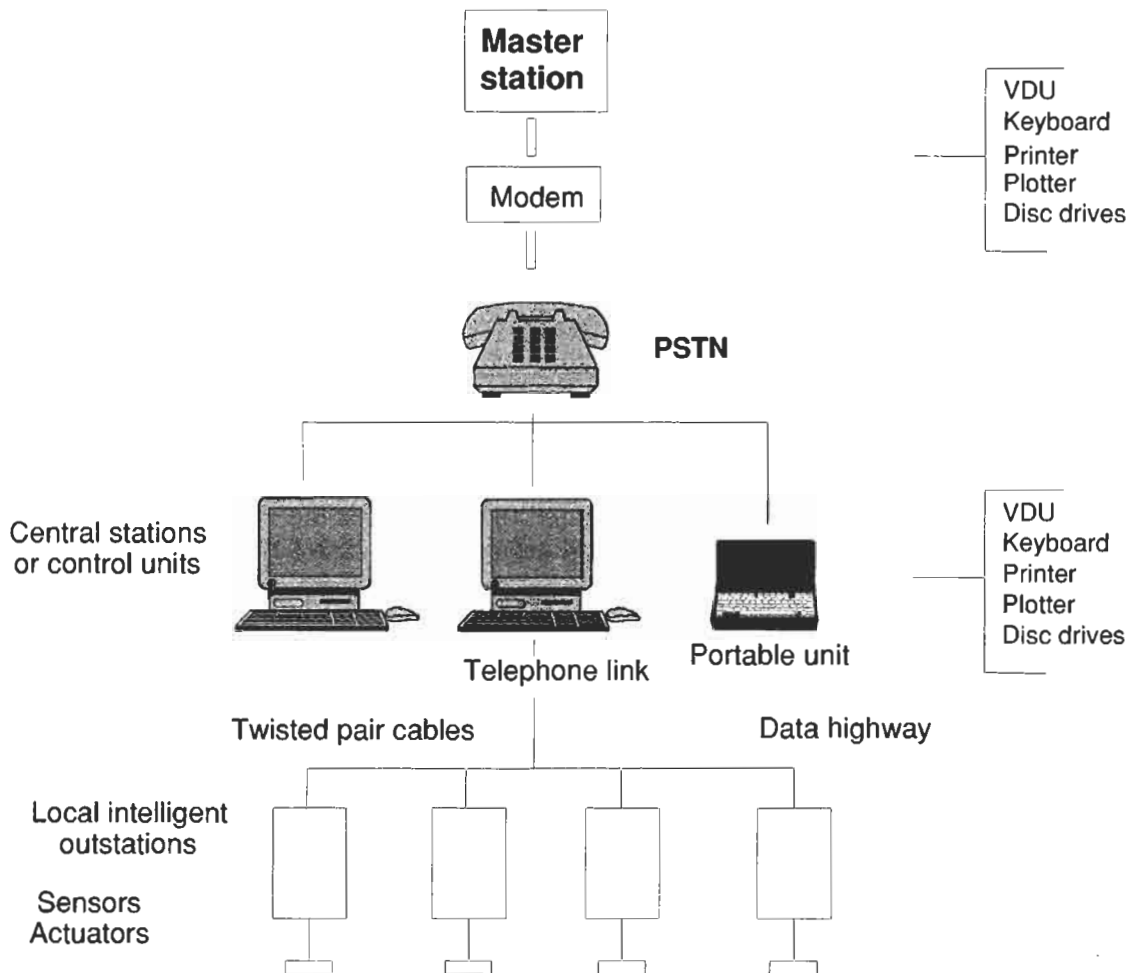 Master
station
VDU
Keyboard
Printer
Plotter
Disc drives
Modem
PSTN
Central stations
or control units
VDU
Keyboard
Printer
Plotter
Disc drives
Telephone link
Portable unit
Twisted pair cables
Data highway
Local intelligent
outstations
Sensors
Actuators